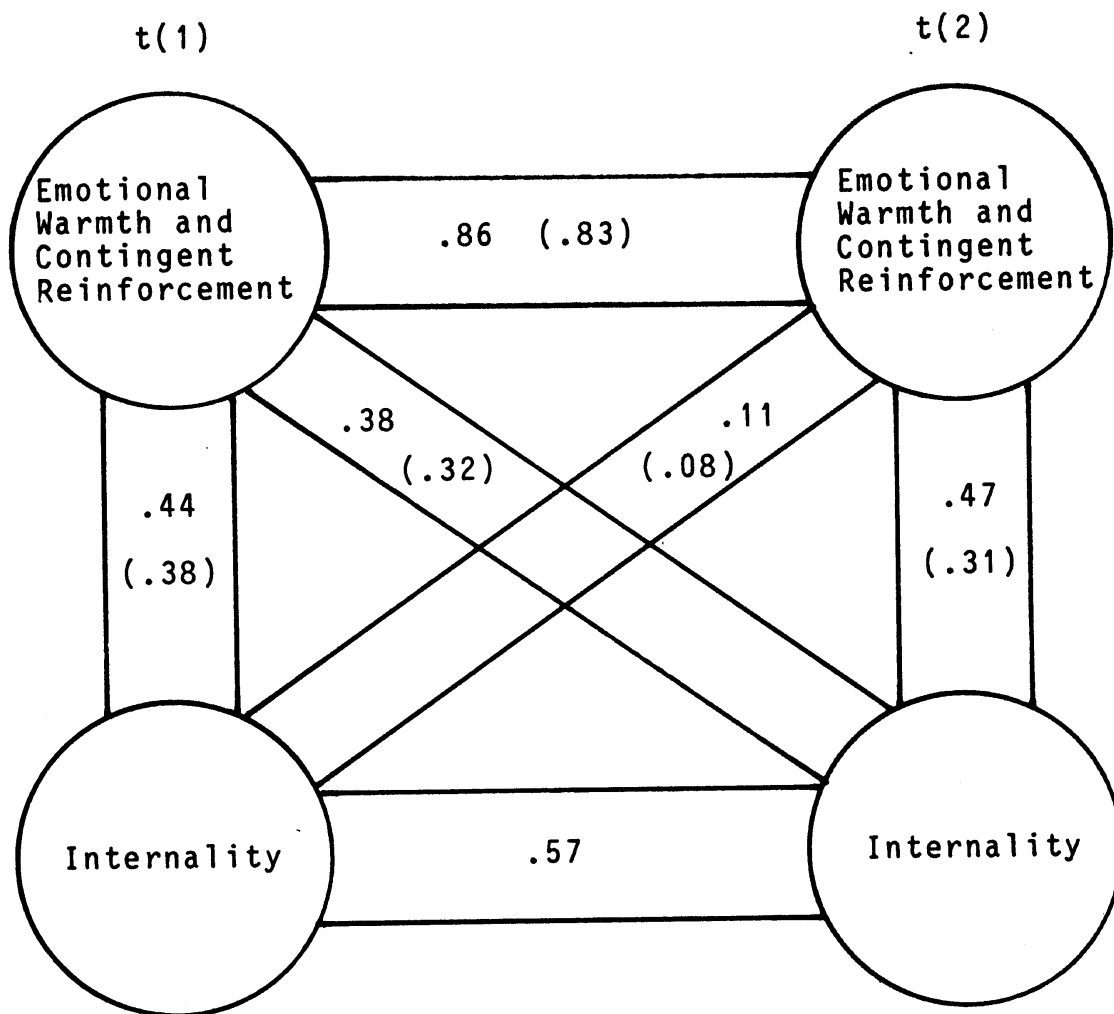 t(1)
t(2)
Emotional
Warmth and
Contingent
Reinforcement
.86 (.83)
Emotional
Warmth and
Contingent
Reinforcement
.38
(.32)
.11
(.08)
.44
(.38)
.47
(.31)
Internality
.57
Internality